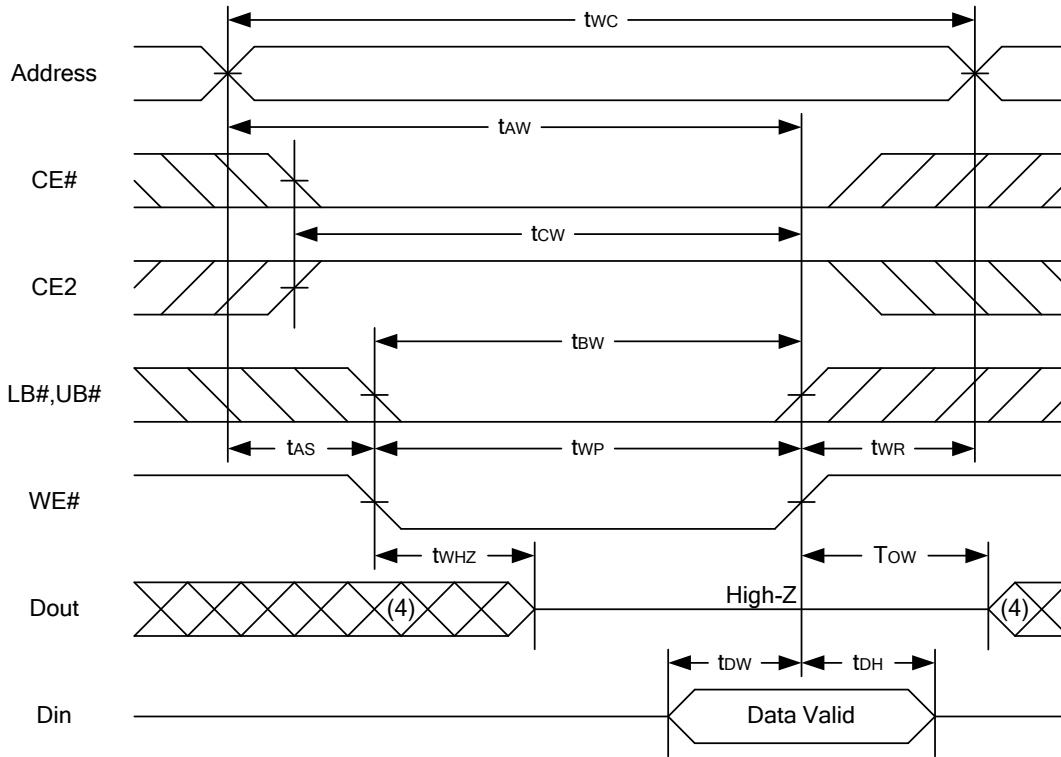 tWC
Address
tAW
CE#
tCW
CE2
tBW
LB#,UB#
tAS tWP tWR
WE#
tWHZ TOW
High-Z
Dout (4) (4)
tDW tDH
Din Data Valid